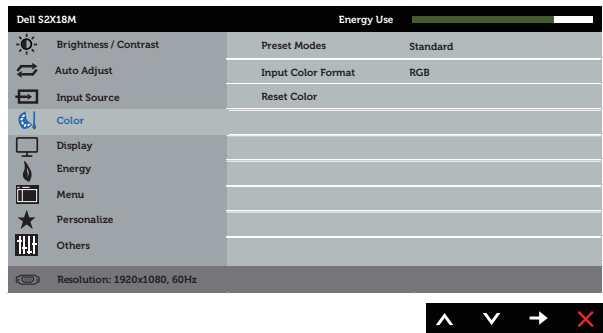 Dell S2X18M Energy Use
Brightness / Contrast Preset Modes Standard
Auto Adjust Input Color Format RGB
Input Source Reset Color
Color
Display
Energy
Menu
Personalize
Others
Resolution: 1920x1080, 60Hz